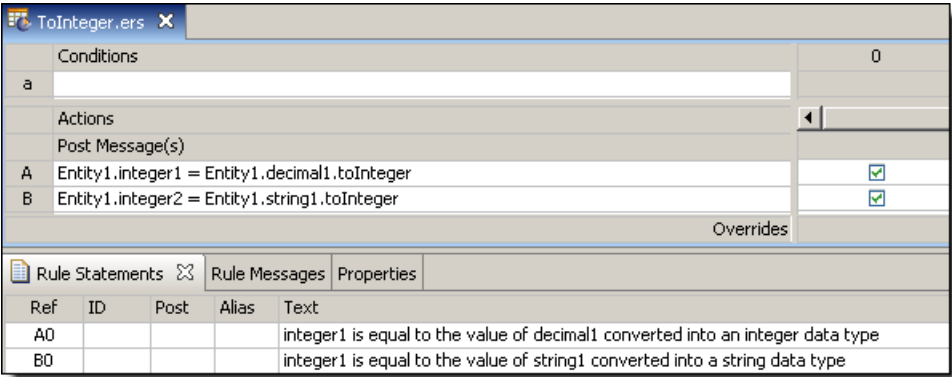 ToInteger.ers
Conditions 0
a
Actions
Post Message(s)
A Entity1.integer1 = Entity1.decimal1.toInteger
B Entity1.integer2 = Entity1.string1.toInteger
Overrides
Rule Statements Rule Messages Properties
Ref ID Post Alias Text
A0 integer1 is equal to the value of decimal1 converted into an integer data type
B0 integer1 is equal to the value of string1 converted into a string data type